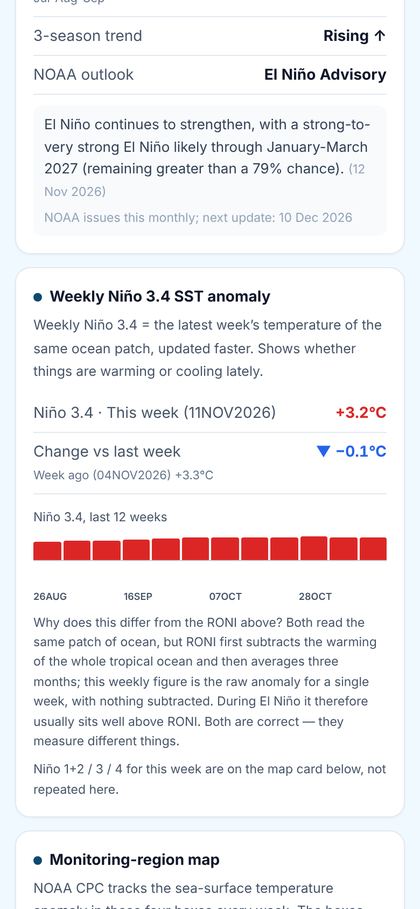 3-season trend Rising ↑
NOAA outlook El Niño Advisory
El Niño continues to strengthen, with a strong-to-
very strong El Niño likely through January-March
2027 (remaining greater than a 79% chance). (12
Nov 2026)
NOAA issues this monthly; next update: 10 Dec 2026
Weekly Niño 3.4 SST anomaly
Weekly Niño 3.4 = the latest week’s temperature of the
same ocean patch, updated faster. Shows whether
things are warming or cooling lately.
Niño 3.4 · This week (11NOV2026) +3.2°C
Change vs last week ▼ −0.1°C
Week ago (04NOV2026) +3.3°C
Niño 3.4, last 12 weeks
26AUG 16SEP 07OCT 28OCT
Why does this differ from the RONI above? Both read the
same patch of ocean, but RONI first subtracts the warming
of the whole tropical ocean and then averages three
months; this weekly figure is the raw anomaly for a single
week, with nothing subtracted. During El Niño it therefore
usually sits well above RONI. Both are correct — they
measure different things.
Niño 1+2 / 3 / 4 for this week are on the map card below, not
repeated here.
Monitoring-region map
NOAA CPC tracks the sea-surface temperature